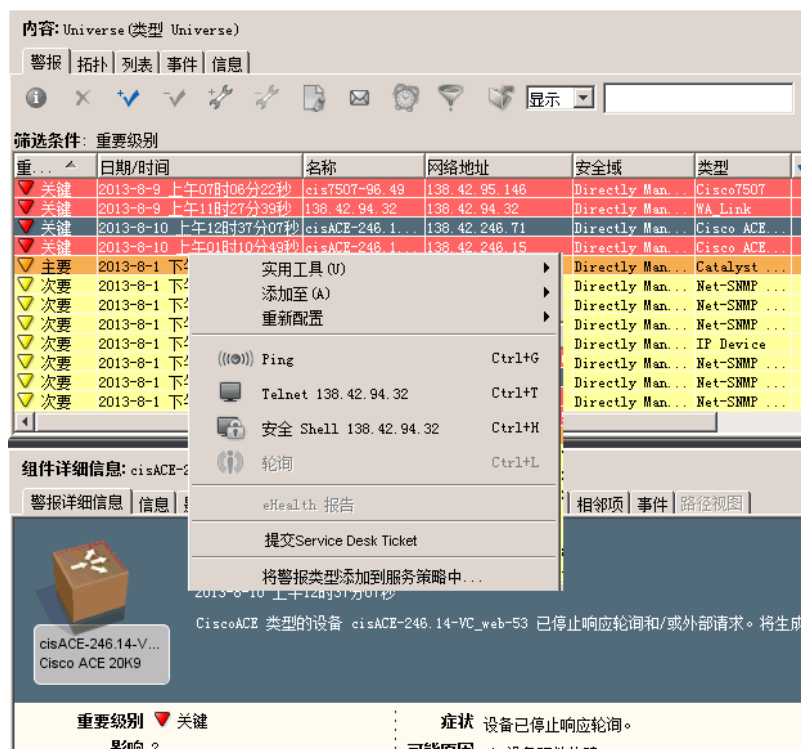 内容: Universe(类型 Universe)
警报 拓扑 列表 事件 信息
显示
筛选条件: 重要级别
重... 日期/时间 名称 网络地址 安全域 类型
关键 2013-8-9 上午07时06分22秒 cis7507-96.49 138.42.95.146 Directly Man... Cisco7507
关键 2013-8-9 上午11时27分39秒 138.42.94.32 138.42.94.32 Directly Man... WA_Link
关键 2013-8-10 上午12时37分07秒 cisACE-246.1... 138.42.246.71 Directly Man... Cisco ACE...
关键 2013-8-10 上午01时10分49秒 cisACE-246.1... 138.42.246.15 Directly Man... Cisco ACE...
主要 2013-8-1 下 Directly Man... Catalyst ...
次要 2013-8-1 下 Directly Man... Net-SNMP ...
次要 2013-8-1 下 Directly Man... Net-SNMP ...
次要 2013-8-1 下 Directly Man... Net-SNMP ...
次要 2013-8-1 下 Directly Man... IP Device
次要 2013-8-1 下 Directly Man... Net-SNMP ...
次要 2013-8-1 下 Directly Man... Net-SNMP ...
次要 2013-8-1 下 Directly Man... Net-SNMP ...
实用工具(U)
添加至(A)
重新配置
Ping Ctrl+G
Telnet 138.42.94.32 Ctrl+T
安全 Shell 138.42.94.32 Ctrl+H
轮询 Ctrl+L
eHealth 报告
提交Service Desk Ticket
将警报类型添加到服务策略中...
组件详细信息: cisACE-2
警报详细信息 信息 相邻项 事件 路径视图
2013-8-10 上午12时37分07秒
CiscoACE 类型的设备 cisACE-246.14-VC_web-53 已停止响应轮询和/或外部请求。将生成
cisACE-246.14-V...
Cisco ACE 20K9
重要级别 关键
症状 设备已停止响应轮询。
影响 2
可能原因